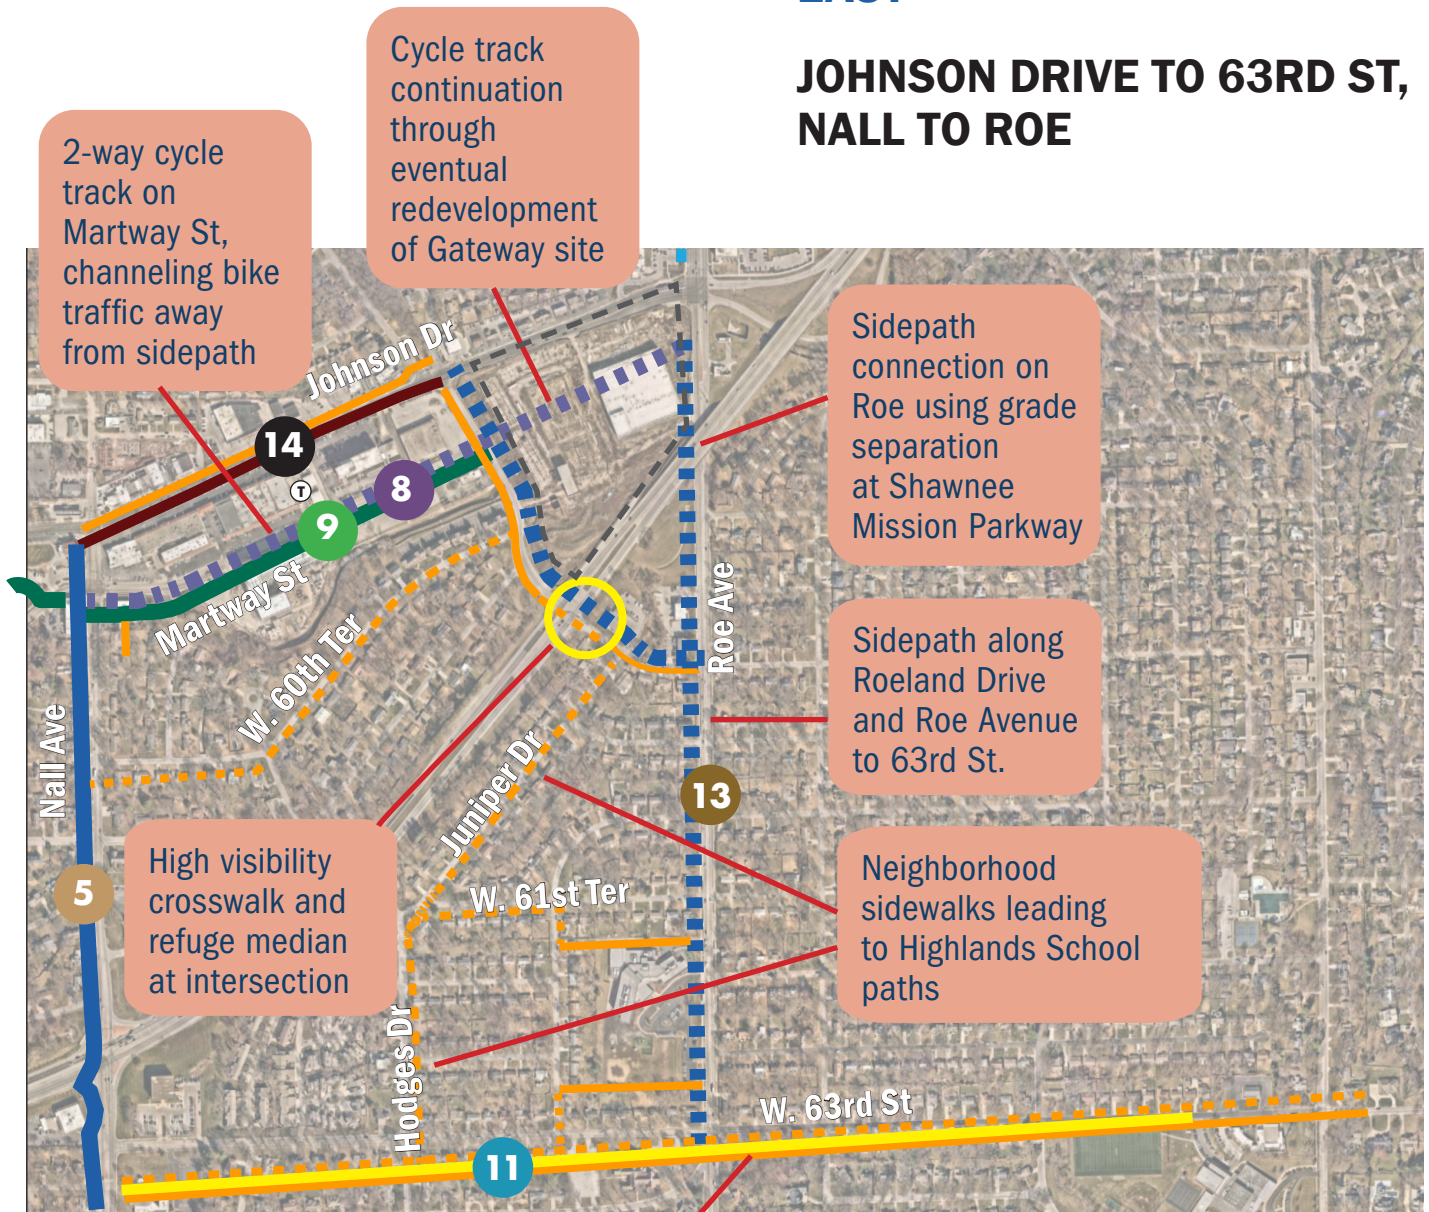 EAST
JOHNSON DRIVE TO 63RD ST,
NALL TO ROE
Cycle track
continuation
through
eventual
redevelopment
of Gateway site
2-way cycle
track on
Martway St,
channeling bike
traffic away
from sidepath
Sidepath
connection on
Roe using grade
separation
at Shawnee
Mission Parkway
Johnson Dr
14
T
8
9
Martway St
W. 60th Ter
Roe Ave
Sidepath along
Roeland Drive
and Roe Avenue
to 63rd St.
Nall Ave
Juniper Dr
13
5
High visibility
crosswalk and
refuge median
at intersection
W. 61st Ter
Neighborhood
sidewalks leading
to Highlands School
paths
Hodges Dr
W. 63rd St
11